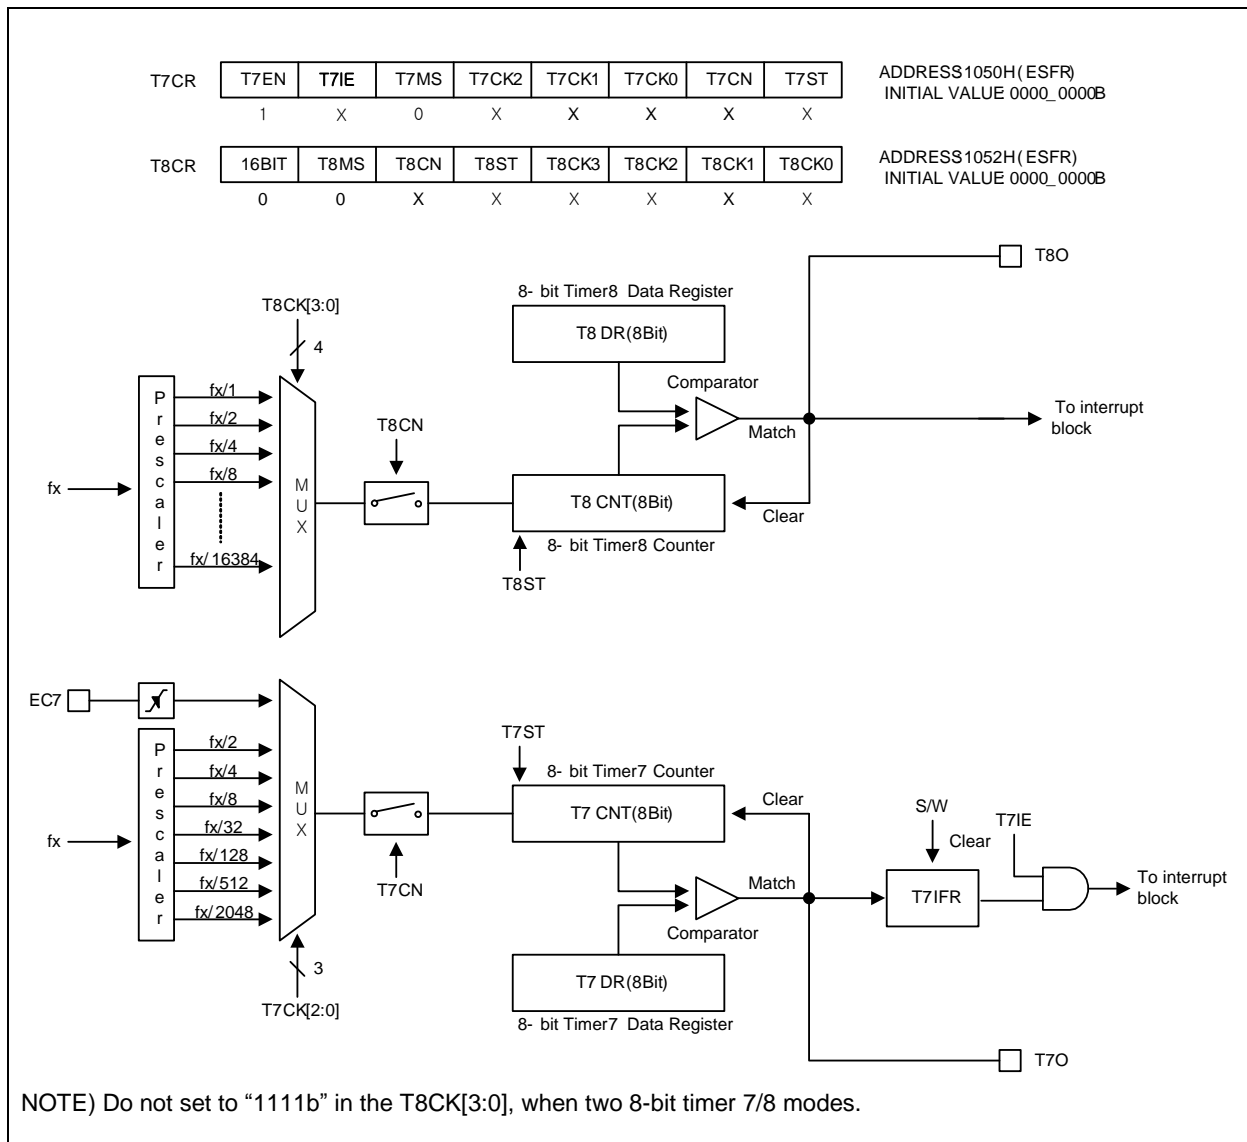 T7CR T7EN T7IE T7MS T7CK2 T7CK1 T7CK0 T7CN T7ST
1 X 0 X X X X X
ADDRESS:1050H(ESFR)
INITIAL VALUE 0000_0000B
T8CR 16BIT T8MS T8CN T8ST T8CK3 T8CK2 T8CK1 T8CK0
0 0 X X X X X X
ADDRESS:1052H(ESFR)
INITIAL VALUE 0000_0000B
T8O
8- bit Timer8 Data Register
T8 DR(8Bit)
T8CK[3:0]
4
Comparator
Match
To interrupt
block
Prescaler
fx
fx/1
fx/2
fx/4
fx/8
fx/16384
MUX
T8CN
T8 CNT(8Bit)
Clear
8- bit Timer8 Counter
T8ST
EC7
Prescaler
fx
fx/2
fx/4
fx/8
fx/32
fx/128
fx/512
fx/2048
MUX
3
T7CK[2:0]
T7CN
T7ST
8- bit Timer7 Counter
T7 CNT(8Bit)
Clear
Match
Comparator
T7 DR(8Bit)
8- bit Timer7 Data Register
S/W
Clear
T7IFR
T7IE
To interrupt
block
T7O
NOTE) Do not set to “1111b” in the T8CK[3:0], when two 8-bit timer 7/8 modes.